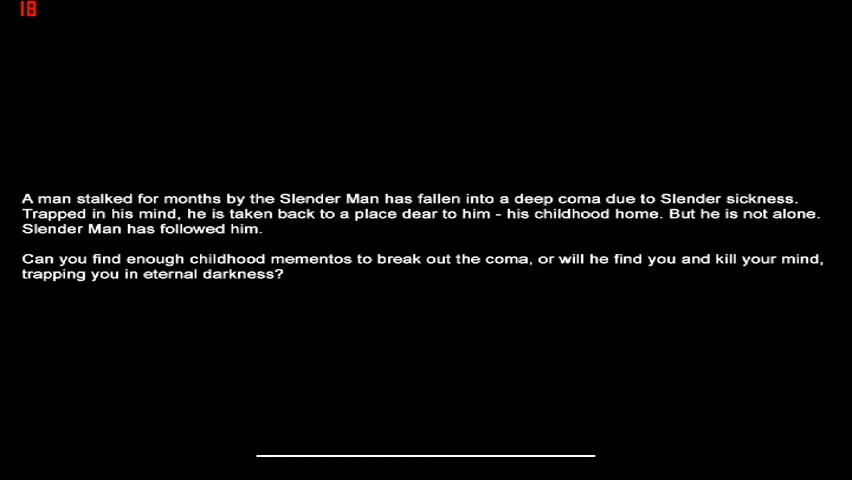 18
A man stalked for months by the Slender Man has fallen into a deep coma due to Slender sickness.
Trapped in his mind, he is taken back to a place dear to him - his childhood home. But he is not alone.
Slender Man has followed him.
Can you find enough childhood mementos to break out the coma, or will he find you and kill your mind,
trapping you in eternal darkness?